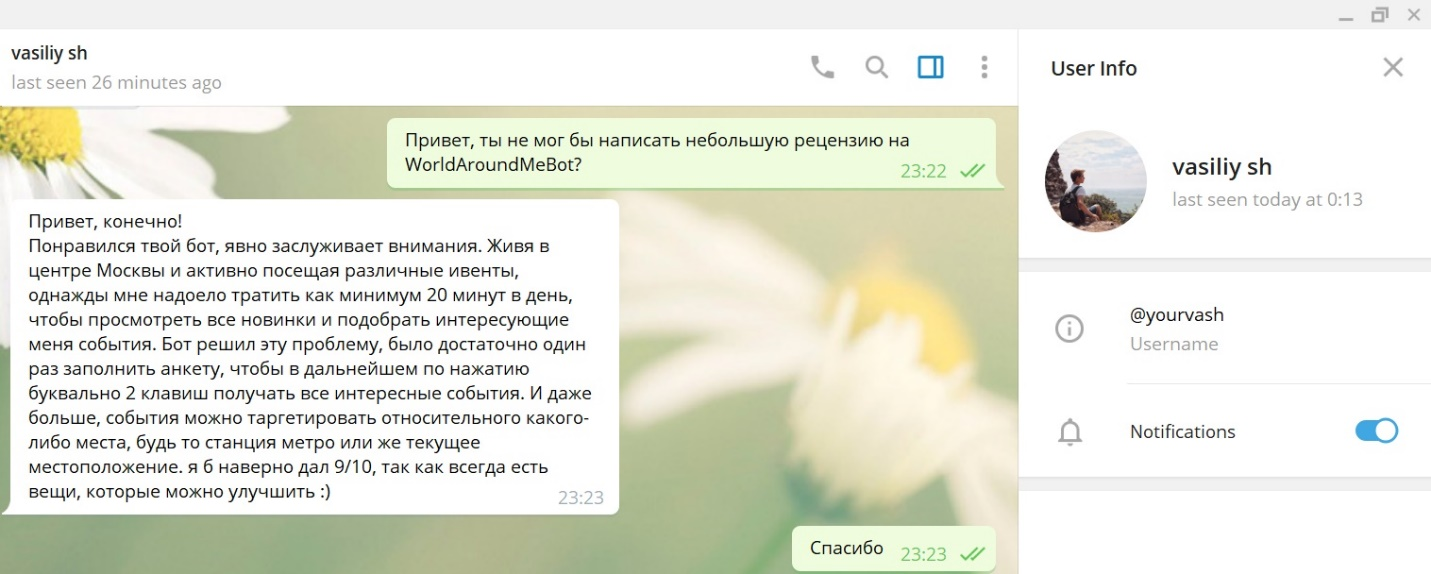 vasiliy sh
last seen 26 minutes ago
User Info
Привет, ты не мог бы написать небольшую рецензию на
WorldAroundMeBot?
23:22
vasiliy sh
last seen today at 0:13
Привет, конечно!
Понравился твой бот, явно заслуживает внимания. Живя в
центре Москвы и активно посещая различные ивенты,
однажды мне надоело тратить как минимум 20 минут в день,
чтобы просмотреть все новинки и подобрать интересующие
меня события. Бот решил эту проблему, было достаточно один
раз заполнить анкету, чтобы в дальнейшем по нажатию
буквально 2 клавиш получать все интересные события. И даже
больше, события можно таргетировать относительного какого-
либо места, будь то станция метро или же текущее
местоположение. я б наверно дал 9/10, так как всегда есть
вещи, которые можно улучшить :)
23:23
@yourvash
Username
Notifications
Спасибо
23:23